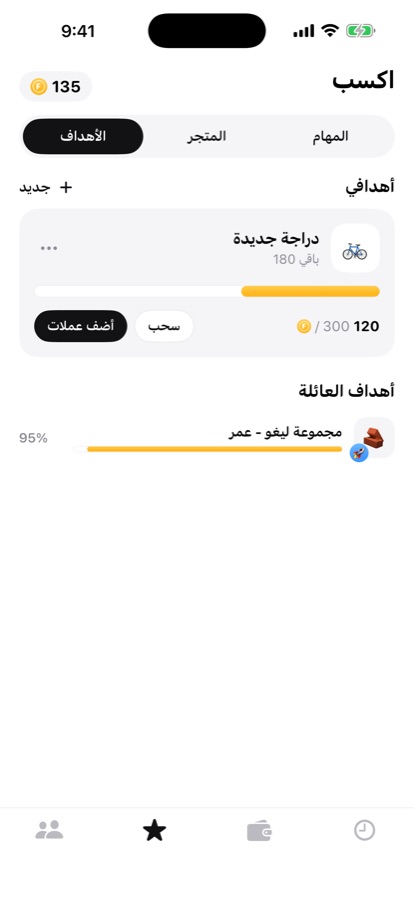 9:41
اكسب
135
المهام
المتجر
الأهداف
أهدافي
+ جديد
دراجة جديدة
باقي 180
120 / 300
سحب
أضف عملات
أهداف العائلة
مجموعة ليغو - عمر
95%